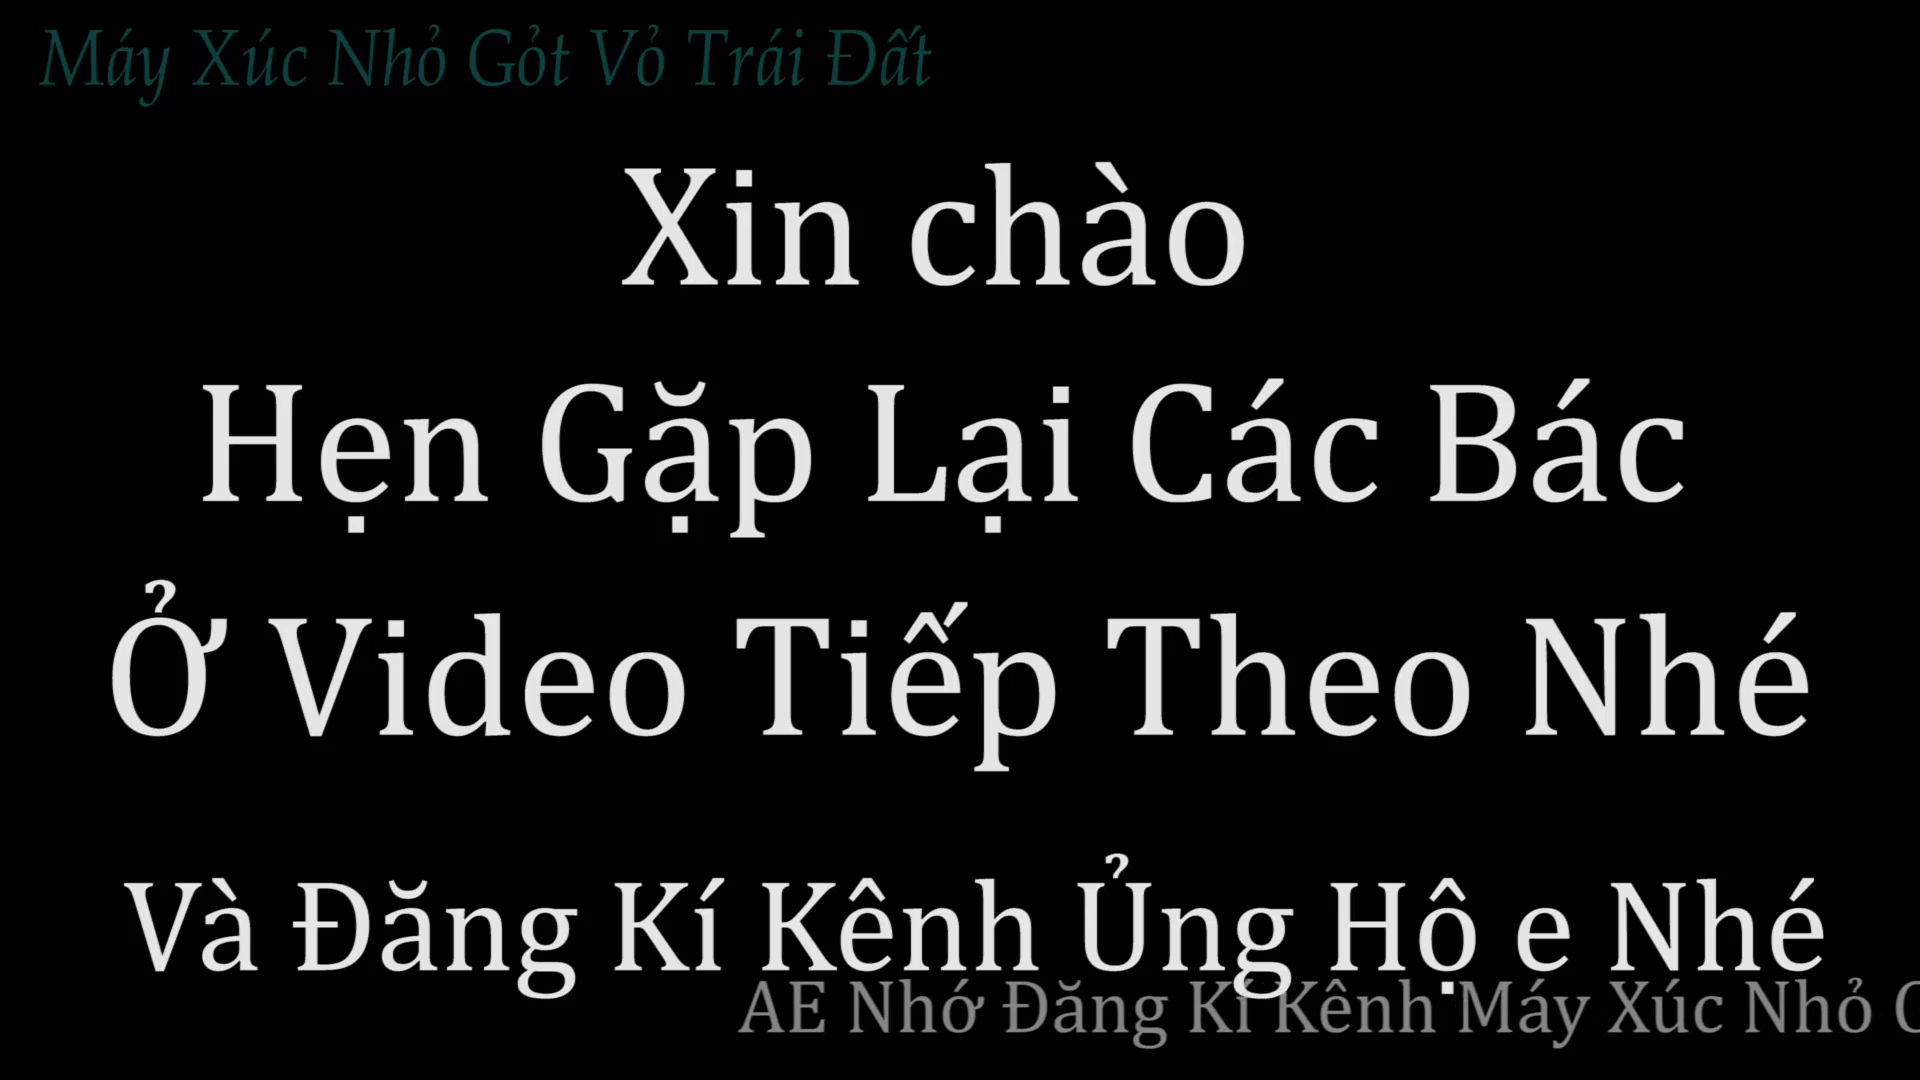 Máy Xúc Nhỏ Gọt Vỏ Trái Đất
Xin chào
Hẹn Gặp Lại Các Bác
Ở Video Tiếp Theo Nhé
Và Đăng Kí Kênh Ủng Hộ e Nhé
AE Nhớ Đăng Kí Kênh Máy Xúc Nhỏ